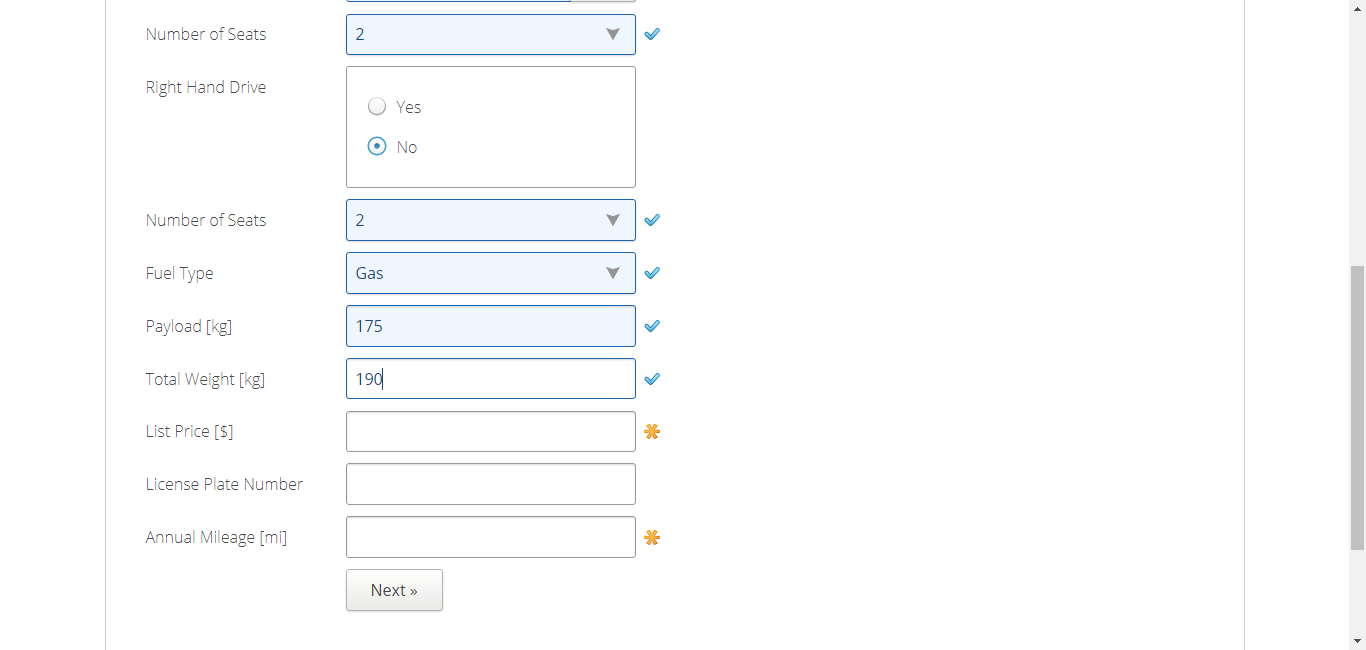 Number of Seats 2
Right Hand Drive
Yes
No
Number of Seats 2
Fuel Type Gas
Payload [kg] 175
Total Weight [kg] 190
List Price [$]
License Plate Number
Annual Mileage [mi]
Next »